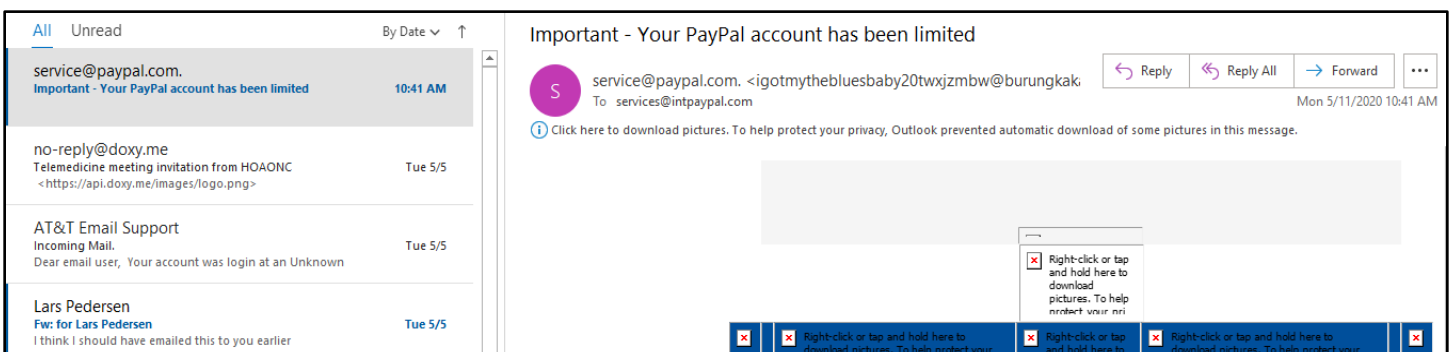 All Unread By Date ↑
service@paypal.com.
Important - Your PayPal account has been limited 10:41 AM
no-reply@doxy.me
Telemedicine meeting invitation from HOAONC Tue 5/5
<https://api.doxy.me/images/logo.png>
AT&T Email Support
Incoming Mail. Tue 5/5
Dear email user, Your account was login at an Unknown
Lars Pedersen
Fw: for Lars Pedersen Tue 5/5
I think I should have emailed this to you earlier
Important - Your PayPal account has been limited
S
service@paypal.com. <igotmythebluesbaby20twxjzmbw@burungkaka
Reply Reply All → Forward ...
To services@intpaypal.com
Mon 5/11/2020 10:41 AM
Click here to download pictures. To help protect your privacy, Outlook prevented automatic download of some pictures in this message.
Right-click or tap
and hold here to
download
pictures. To help
protect your pri
Right-click or tap and hold here to
download pictures. To help protect your
Right-click or tap
and hold here to
Right-click or tap and hold here to
download pictures. To help protect your